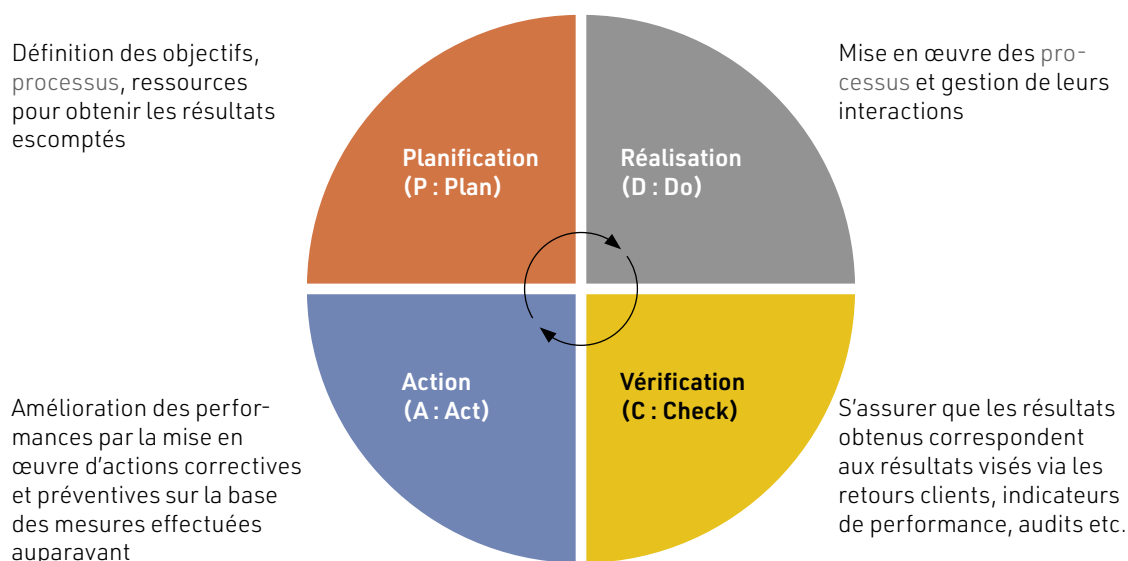 Définition des objectifs,
processus, ressources
pour obtenir les résultats
escomptés
Planification
(P : Plan)
Réalisation
(D : Do)
Mise en œuvre des pro-
cessus et gestion de leurs
interactions
Amélioration des perfor-
mances par la mise en
œuvre d’actions correctives
et préventives sur la base
des mesures effectuées
auparavant
Action
(A : Act)
Vérification
(C : Check)
S’assurer que les résultats
obtenus correspondent
aux résultats visés via les
retours clients, indicateurs
de performance, audits etc.